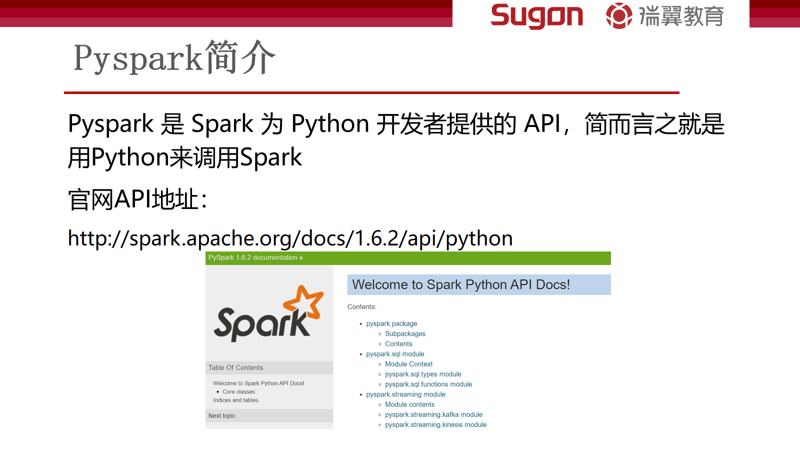 Sugon 瑞翼教育
Pyspark简介
Pyspark 是 Spark 为 Python 开发者提供的 API，简而言之就是
用Python来调用Spark
官网API地址：
http://spark.apache.org/docs/1.6.2/api/python
PySpark 1.6.2 documentation »
Spark
Table Of Contents
Welcome to Spark Python API Docs!
Core classes:
Indices and tables
Next topic
Welcome to Spark Python API Docs!
Contents:
pyspark package
Subpackages
Contents
pyspark.sql module
Module Context
pyspark.sql.types module
pyspark.sql.functions module
pyspark.streaming module
Module contents
pyspark.streaming.kafka module
pyspark.streaming.kinesis module